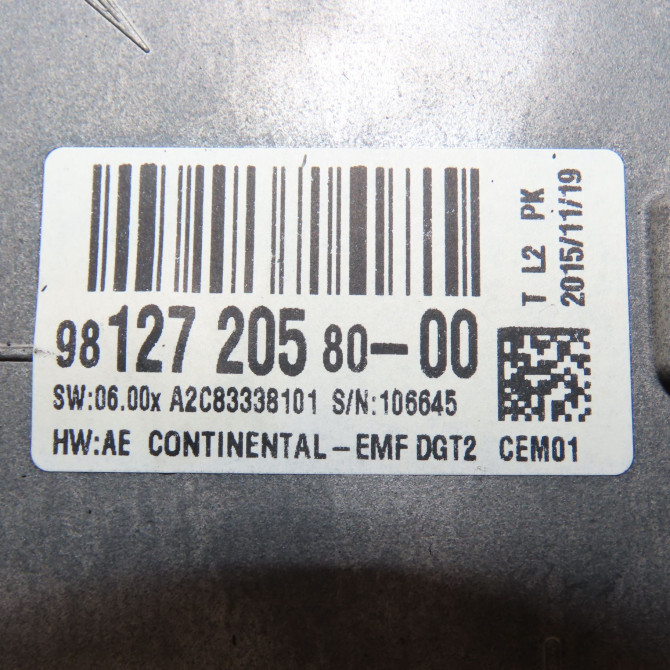 98 127 205 80-00
SW:06.00x A2C83338101 S/N:106645
HW:AE CONTINENTAL-EMF DGT2 CEM01
T L2 PK
2015/11/19